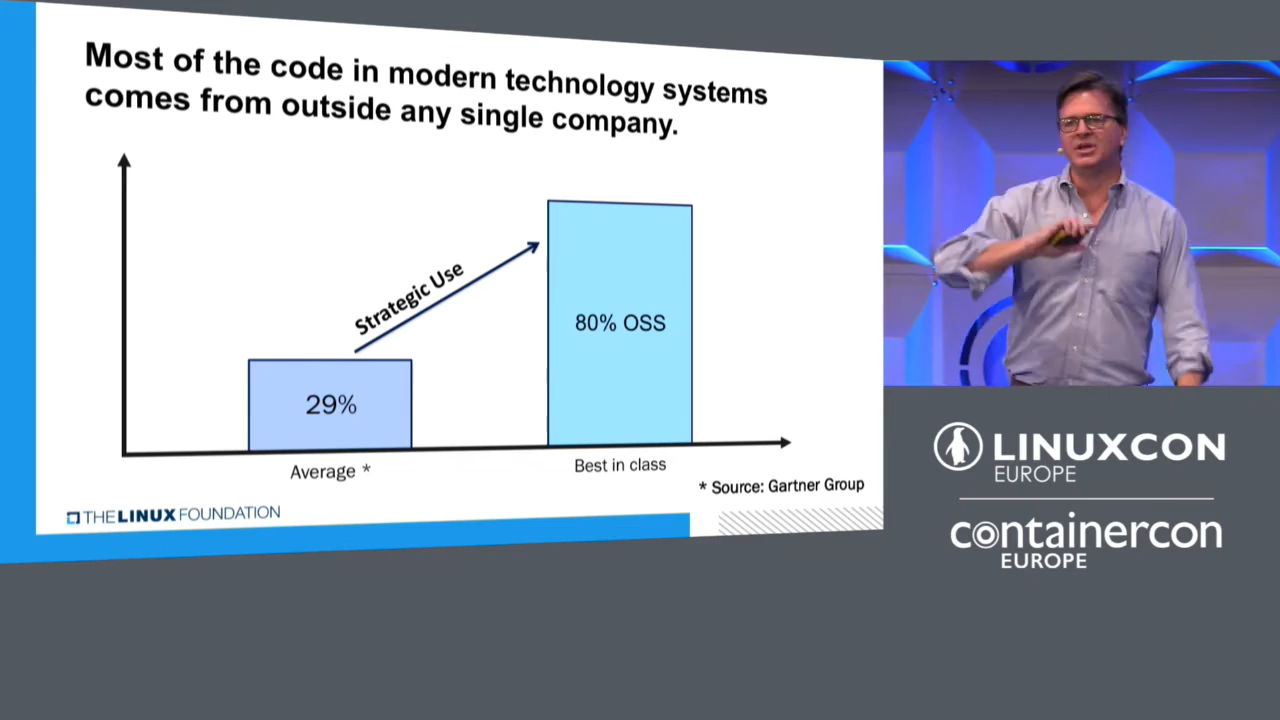 Most of the code in modern technology systems
comes from outside any single company.
Strategic Use
80% OSS
29%
Average *
Best in class
* Source: Gartner Group
THE LINUX FOUNDATION
LINUXCON
EUROPE
containercon
EUROPE